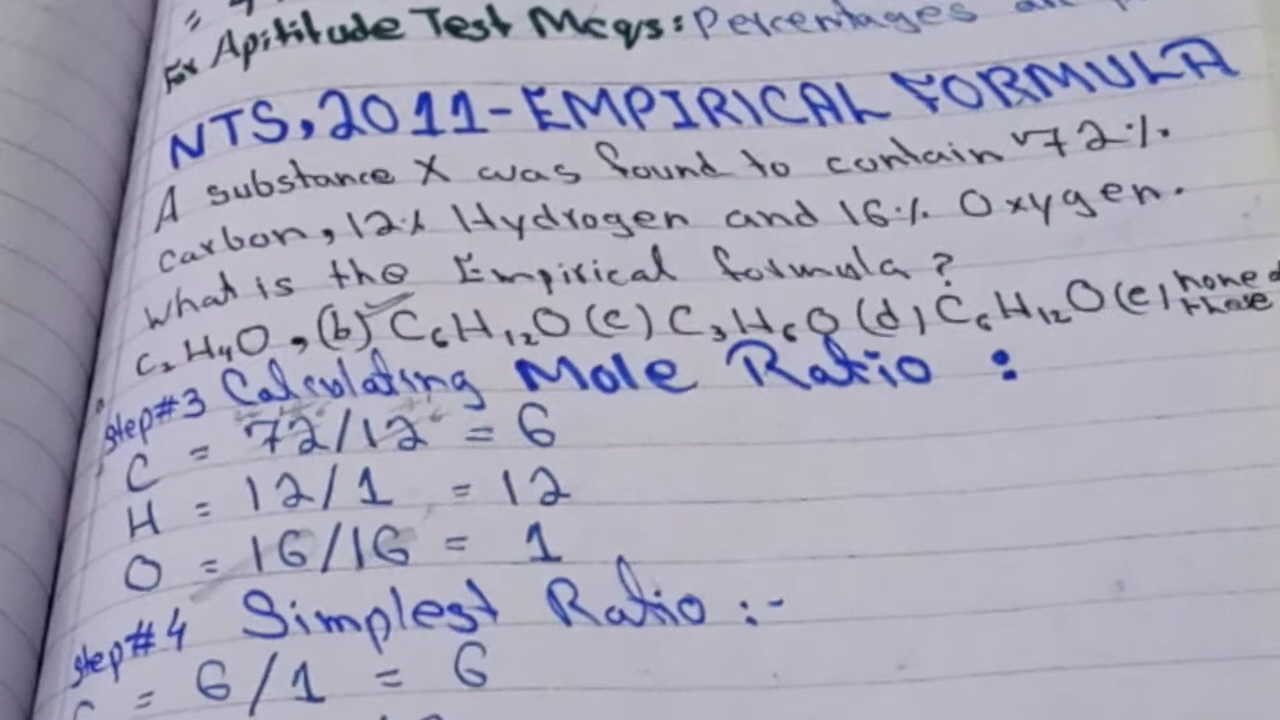 For Apititude Test Mcqs: Percentages
NTS, 2011-EMPIRICAL FORMULA
A substance X was found to contain 72%
carbon, 12% Hydrogen and 16% Oxygen.
what is the Empirical formula?
C₂H₄O, (b) C₆H₁₂O (c) C₃H₆O (d) C₆H₁₂O (e) none of these
Step#3 Calculating Mole Ratio :
C = 72/12 = 6
H = 12/1 = 12
O = 16/16 = 1
Step#4 Simplest Ratio :-
C = 6/1 = 6